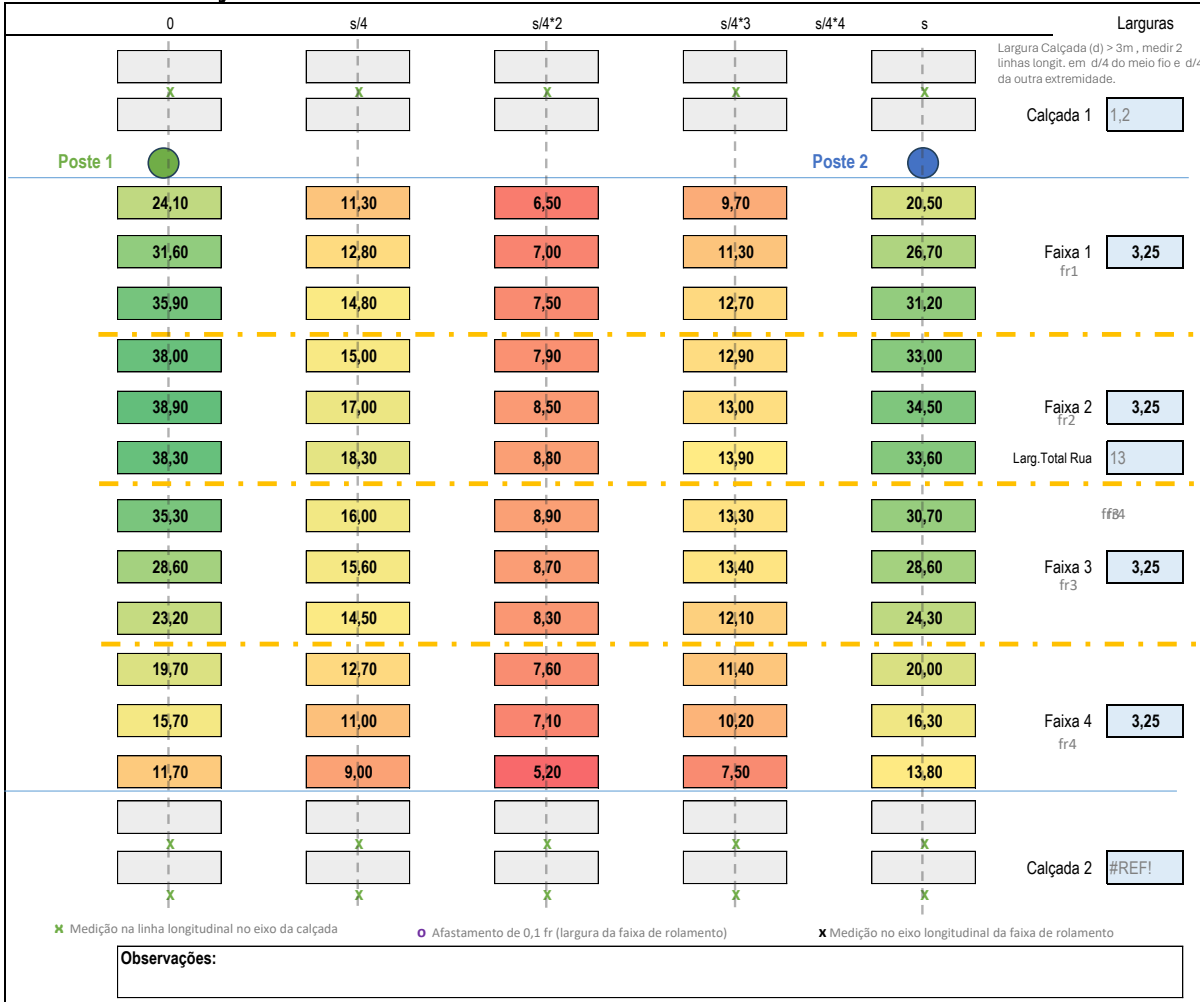 0 s/4 s/4*2 s/4*3 s/4*4 s Larguras
Largura Calçada (d) > 3m , medir 2
linhas longit. em d/4 do meio fio e d/4
da outra extremidade.
x x x x x
Calçada 1 1,2
Poste 1 Poste 2
24,10 11,30 6,50 9,70 20,50
31,60 12,80 7,00 11,30 26,70 Faixa 1 3,25
fr1
35,90 14,80 7,50 12,70 31,20
38,00 15,00 7,90 12,90 33,00
38,90 17,00 8,50 13,00 34,50 Faixa 2 3,25
fr2
38,30 18,30 8,80 13,90 33,60 Larg.Total Rua 13
35,30 16,00 8,90 13,30 30,70
28,60 15,60 8,70 13,40 28,60 Faixa 3 3,25
fr3
23,20 14,50 8,30 12,10 24,30
19,70 12,70 7,60 11,40 20,00
15,70 11,00 7,10 10,20 16,30 Faixa 4 3,25
fr4
11,70 9,00 5,20 7,50 13,80
x x x x x
Calçada 2 #REF!
x x x x x
x Medição na linha longitudinal no eixo da calçada o Afastamento de 0,1 fr (largura da faixa de rolamento) x Medição no eixo longitudinal da faixa de rolamento
Observações: